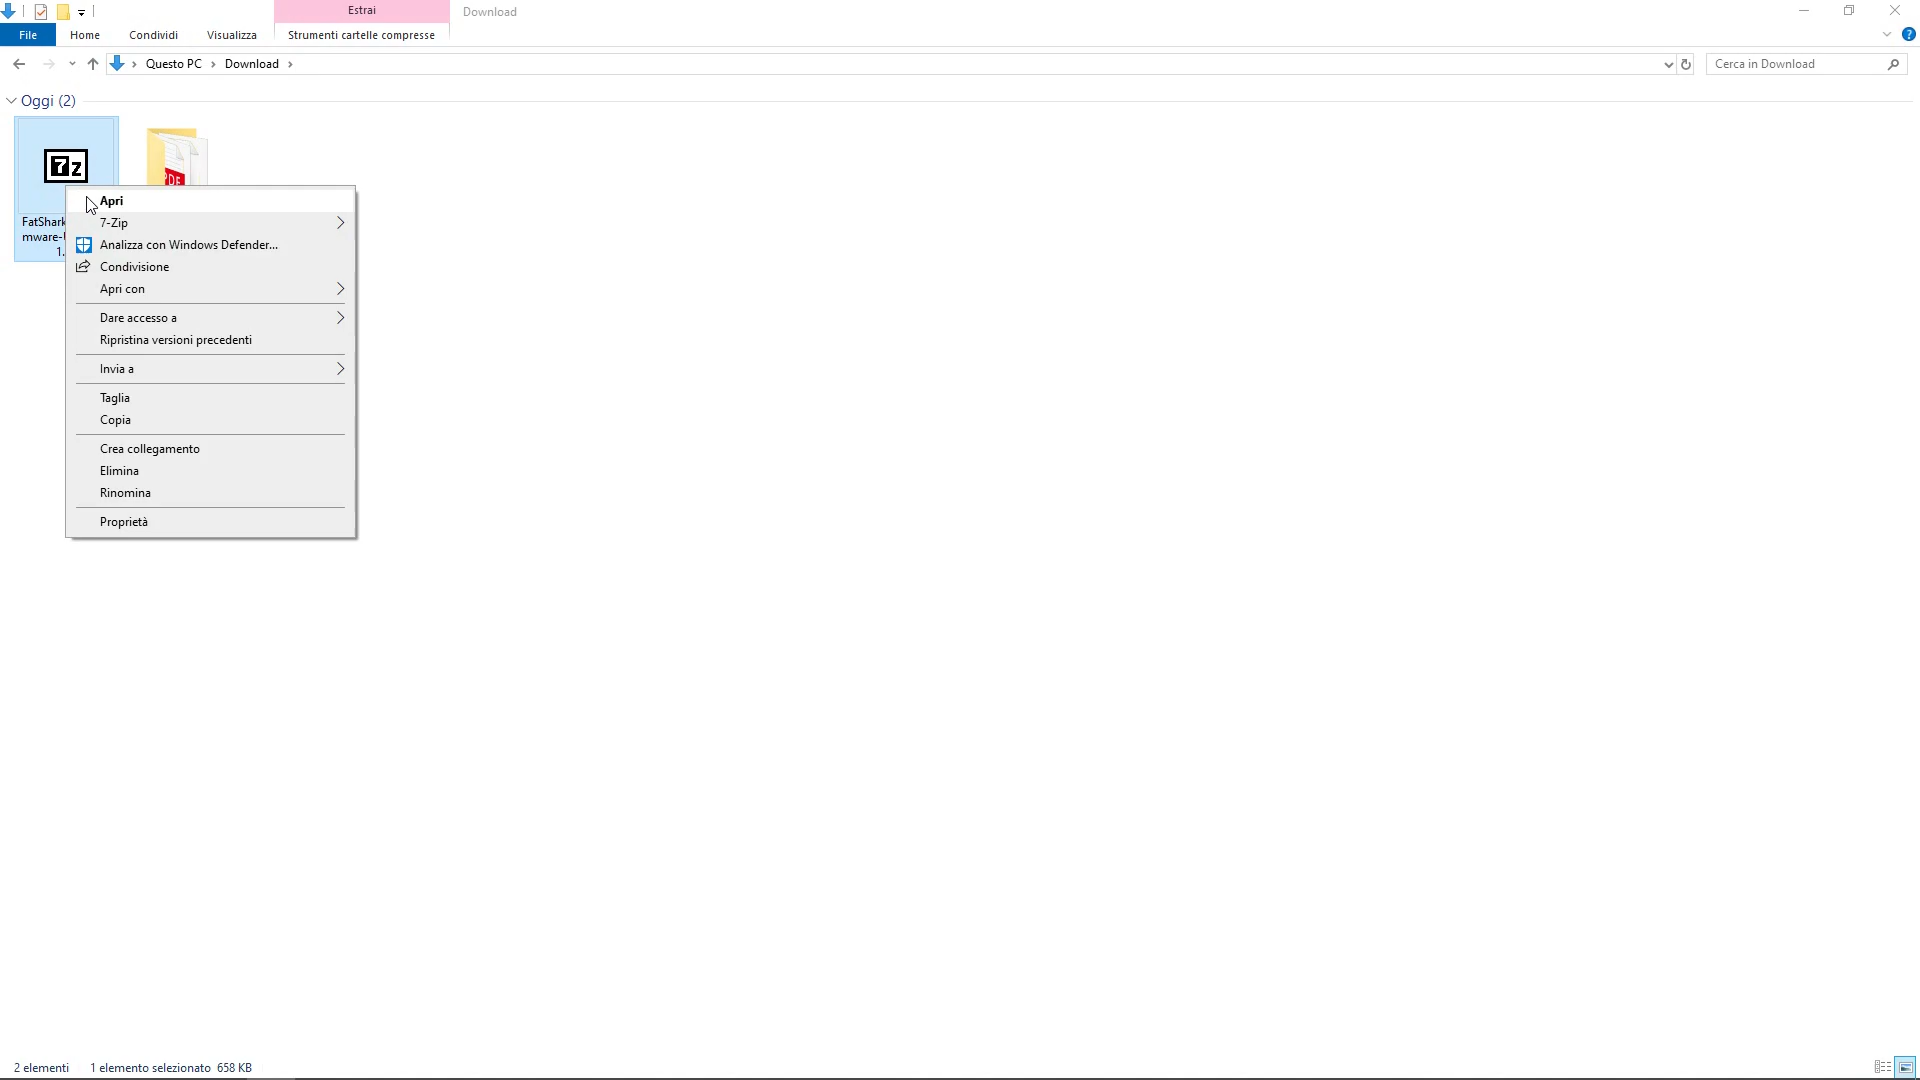 Estrai
Download
File
Home
Condividi
Visualizza
Strumenti cartelle compresse
Questo PC
Download
Cerca in Download
Oggi (2)
7z
PDF
FatShark
mware-
1.
Apri
7-Zip
Analizza con Windows Defender...
Condivisione
Apri con
Dare accesso a
Ripristina versioni precedenti
Invia a
Taglia
Copia
Crea collegamento
Elimina
Rinomina
Proprietà
2 elementi
1 elemento selezionato 658 KB